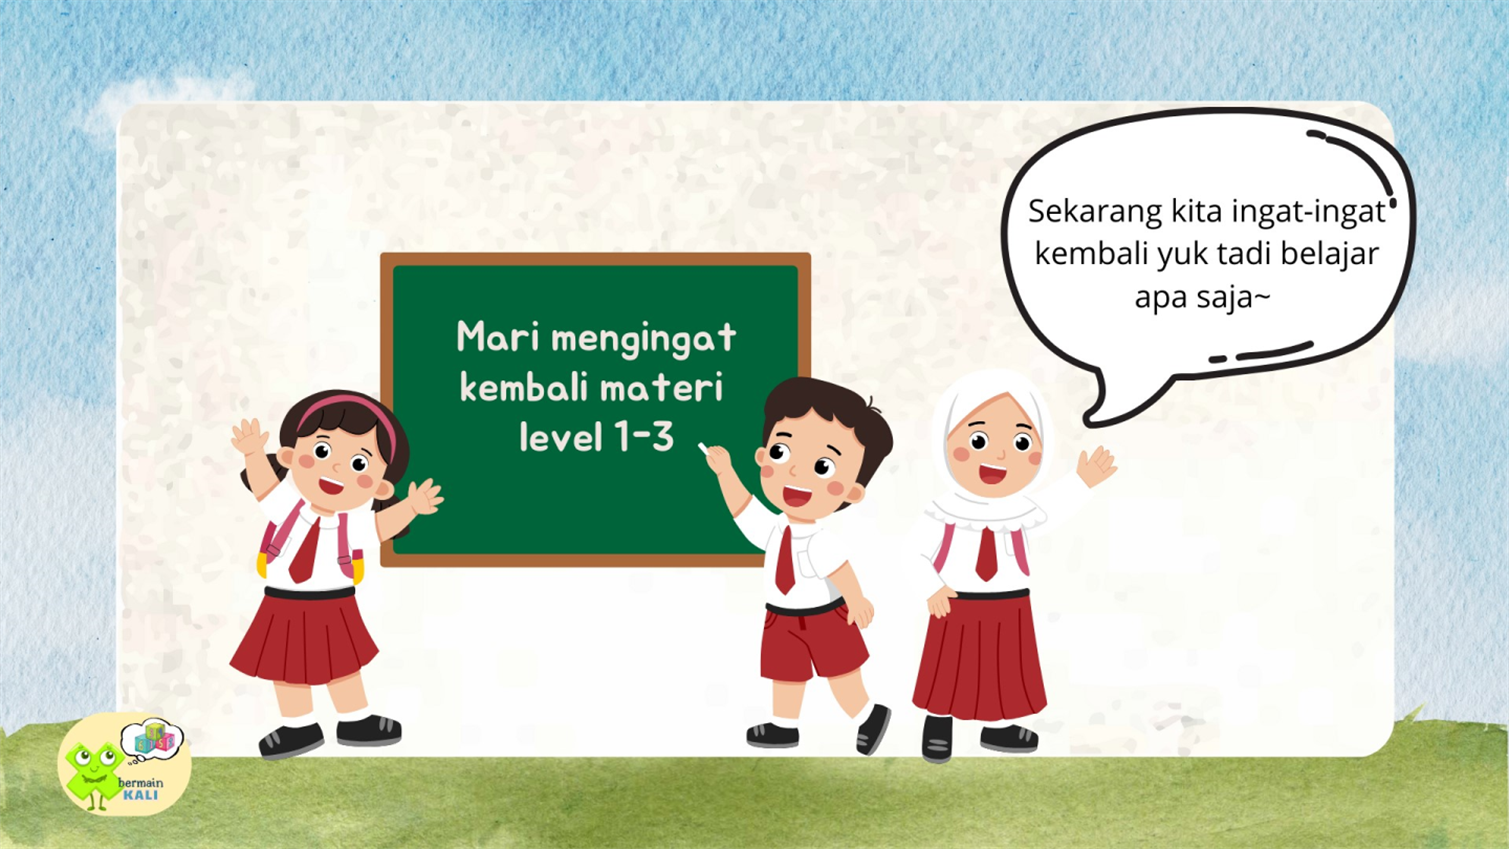 Sekarang kita ingat-ingat
kembali yuk tadi belajar
apa saja~
Mari mengingat
kembali materi
level 1-3
bermain
KALI